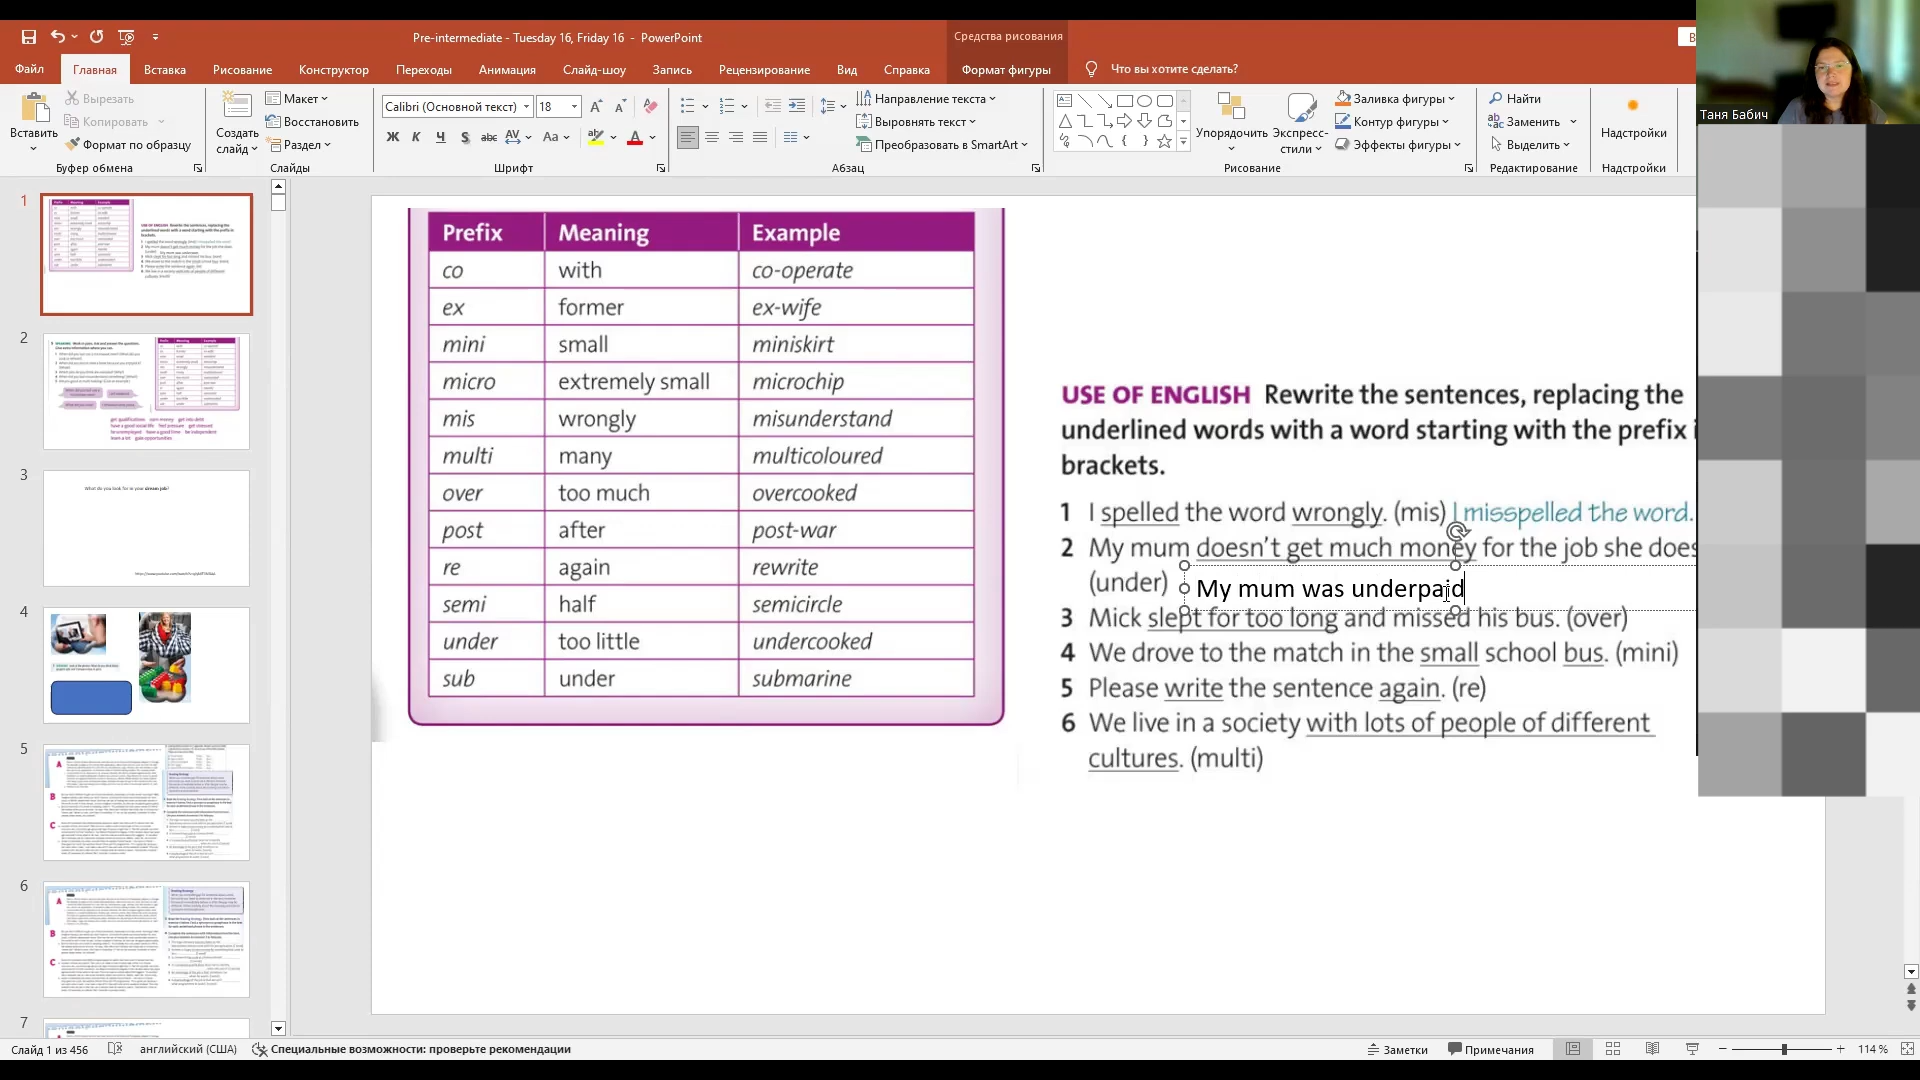 Pre-intermediate - Tuesday 16, Friday 16 - PowerPoint
Средства рисования
Таня Бабич
Файл
Главная
Вставка
Рисование
Конструктор
Переходы
Анимация
Слайд-шоу
Запись
Рецензирование
Вид
Справка
Формат фигуры
Что вы хотите сделать?
Вставить
Вырезать
Копировать
Формат по образцу
Буфер обмена
Создать слайд
Макет
Восстановить
Раздел
Слайды
Calibri (Основной текст)
18
Шрифт
Направление текста
Выровнять текст
Преобразовать в SmartArt
Абзац
Упорядочить
Экспресс-стили
Заливка фигуры
Контур фигуры
Эффекты фигуры
Рисование
Найти
Заменить
Выделить
Редактирование
Надстройки
Надстройки
1
2
3
4
5
6
7
What do you look for in your dream job?
Prefix Meaning Example
co with co-operate
ex former ex-wife
mini small miniskirt
micro extremely small microchip
mis wrongly misunderstand
multi many multicoloured
over too much overcooked
post after post-war
re again rewrite
semi half semicircle
under too little undercooked
sub under submarine
USE OF ENGLISH Rewrite the sentences, replacing the
underlined words with a word starting with the prefix
brackets.
1 I spelled the word wrongly. (mis) I misspelled the word.
2 My mum doesn't get much money for the job she does
(under) My mum was underpaid
3 Mick slept for too long and missed his bus. (over)
4 We drove to the match in the small school bus. (mini)
5 Please write the sentence again. (re)
6 We live in a society with lots of people of different
cultures. (multi)
Слайд 1 из 456
английский (США)
Специальные возможности: проверьте рекомендации
Заметки
Примечания
114 %